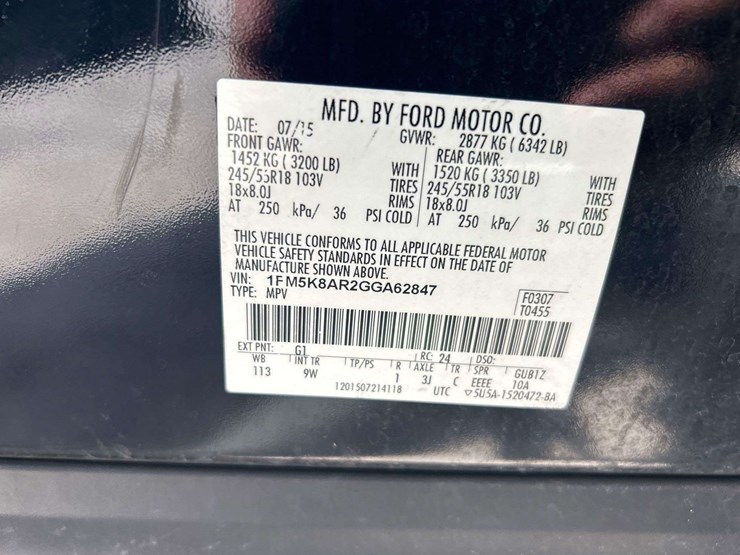 MFD. BY FORD MOTOR CO.
DATE: 07/15 GVWR: 2877 KG ( 6342 LB)
FRONT GAWR: REAR GAWR:
1452 KG ( 3200 LB) WITH 1520 KG ( 3350 LB) WITH
245/55R18 103V TIRES 245/55R18 103V TIRES
18x8.0J RIMS 18x8.0J RIMS
AT 250 kPa/ 36 PSI COLD AT 250 kPa/ 36 PSI COLD
THIS VEHICLE CONFORMS TO ALL APPLICABLE FEDERAL MOTOR
VEHICLE SAFETY STANDARDS IN EFFECT ON THE DATE OF
MANUFACTURE SHOWN ABOVE.
VIN: 1FM5K8AR2GGA62847 F0307
TYPE: MPV T0455
EXT PNT: G1 RC: 24 DSO:
WB INT TR TP/PS R AXLE TR SPR GUB1Z
113 9W 1 3J C EEEE 10A
1201507214118 UTC ▽5U5A-1520472-BA